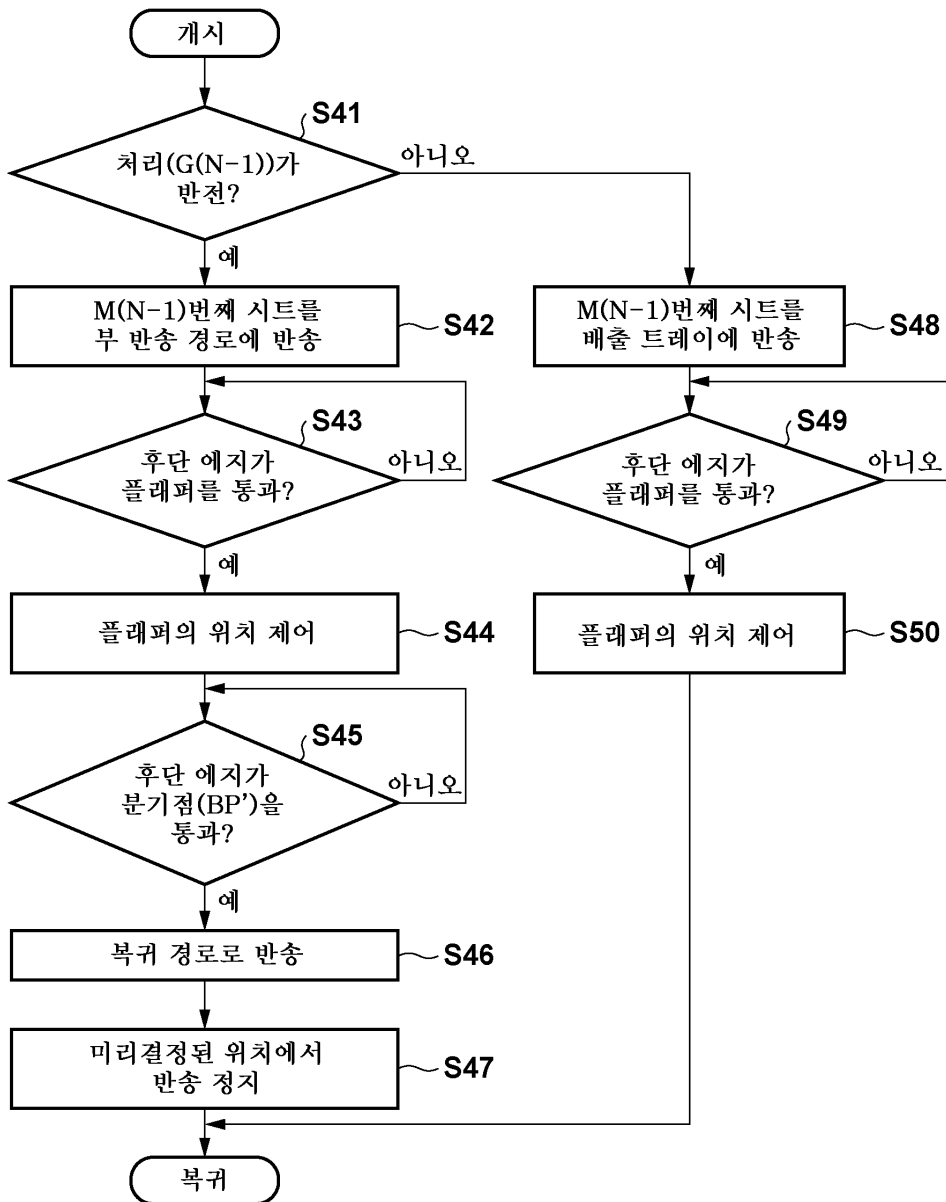 개시
S41
처리(G(N-1))가
반전?
아니오
예
M(N-1)번째 시트를
부 반송 경로에 반송
S42
M(N-1)번째 시트를
배출 트레이에 반송
S48
S43
후단 에지가
플래퍼를 통과?
아니오
S49
후단 에지가
플래퍼를 통과?
아니오
예
예
플래퍼의 위치 제어
S44
플래퍼의 위치 제어
S50
S45
후단 에지가
분기점(BP')을
통과?
아니오
예
복귀 경로로 반송
S46
미리결정된 위치에서
반송 정지
S47
복귀